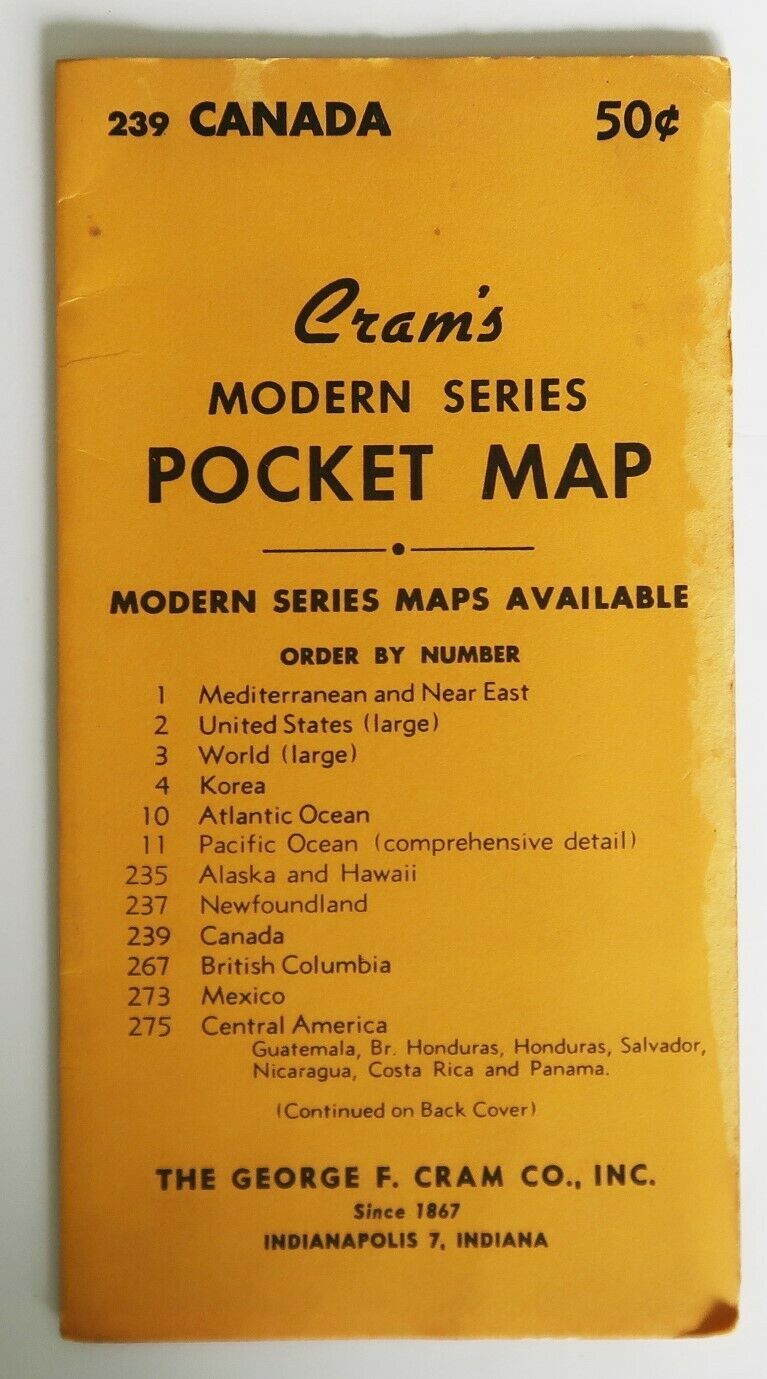 239 CANADA 50¢
Cram's
MODERN SERIES
POCKET MAP
MODERN SERIES MAPS AVAILABLE
ORDER BY NUMBER
1 Mediterranean and Near East
2 United States (large)
3 World (large)
4 Korea
10 Atlantic Ocean
11 Pacific Ocean (comprehensive detail)
235 Alaska and Hawaii
237 Newfoundland
239 Canada
267 British Columbia
273 Mexico
275 Central America
Guatemala, Br. Honduras, Honduras, Salvador,
Nicaragua, Costa Rica and Panama.
(Continued on Back Cover)
THE GEORGE F. CRAM CO., INC.
Since 1867
INDIANAPOLIS 7, INDIANA